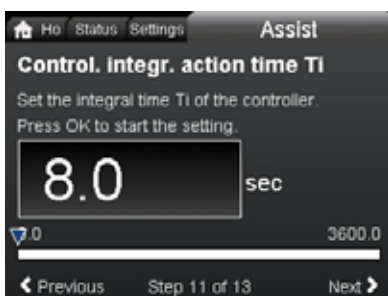 Ho Status Settings Assist
Control. integr. action time Ti
Set the integral time Ti of the controller.
Press OK to start the setting.
8.0 sec
.0 3600.0
Previous Step 11 of 13 Next